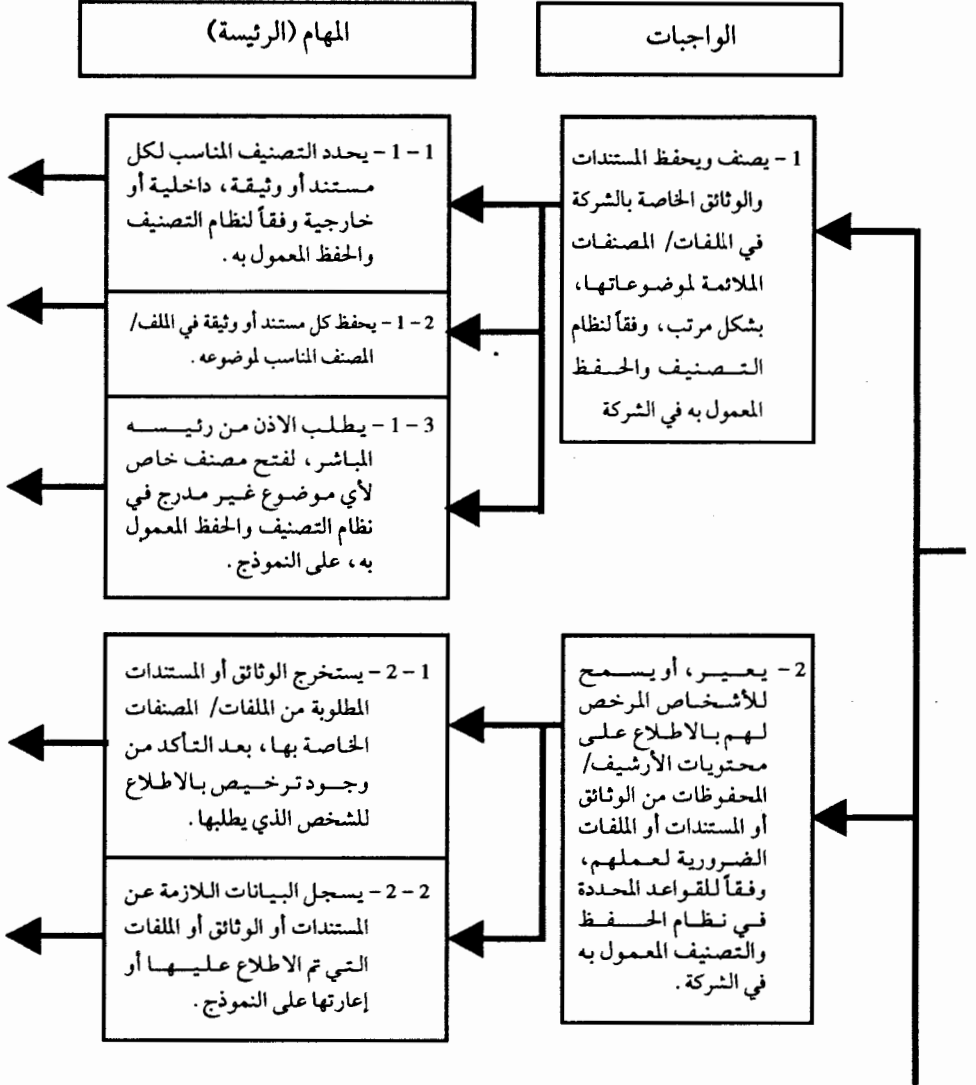 الواجبات
المهام (الرئيسة)
1 - يصنف ويحفظ المستندات
والوثائق الخاصة بالشركة
في الملفات/ المصنفات
الملائمة لموضوعاتها،
بشكل مرتب، وفقاً لنظام
التصنيف والحفظ
المعمول به في الشركة
1 - 1 - يحدد التصنيف المناسب لكل
مستند أو وثيقة، داخلية أو
خارجية وفقاً لنظام التصنيف
والحفظ المعمول به.
2 - 1 - يحفظ كل مستند أو وثيقة في الملف/
المصنف المناسب لموضوعه.
3 - 1 - يطلب الاذن من رئيسه
المباشر، لفتح مصنف خاص
لأي موضوع غير مدرج في
نظام التصنيف والحفظ المعمول
به، على النموذج.
2 - يعير، أو يسمح
للأشخاص المرخص
لهم بالاطلاع على
محتويات الأرشيف/
المحفوظات من الوثائق
أو المستندات أو الملفات
الضرورية لعملهم،
وفقاً للقواعد المحددة
في نظام الحفظ
والتصنيف المعمول به
في الشركة.
1 - 2 - يستخرج الوثائق أو المستندات
المطلوبة من الملفات/ المصنفات
الخاصة بها، بعد التأكد من
وجود ترخيص بالاطلاع
للشخص الذي يطلبها.
2 - 2 - يسجل البيانات اللازمة عن
المستندات أو الوثائق أو الملفات
التي تم الاطلاع عليها أو
إعارتها على النموذج.